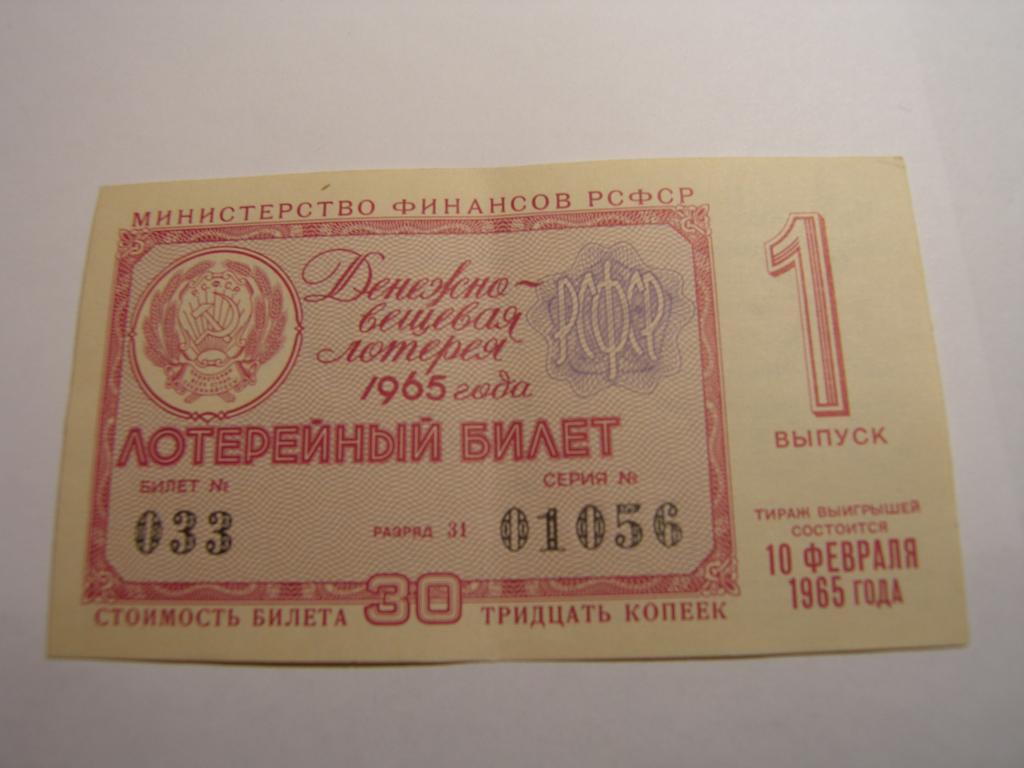 МИНИСТЕРСТВО ФИНАНСОВ РСФСР
Денежно-
вещевая
лотерея
1965 года
РСФСР
ЛОТЕРЕЙНЫЙ БИЛЕТ
БИЛЕТ №
СЕРИЯ №
033
РАЗРЯД 31
01056
СТОИМОСТЬ БИЛЕТА 30 ТРИДЦАТЬ КОПЕЕК
1
ВЫПУСК
ТИРАЖ ВЫИГРЫШЕЙ
СОСТОИТСЯ
10 ФЕВРАЛЯ
1965 ГОДА